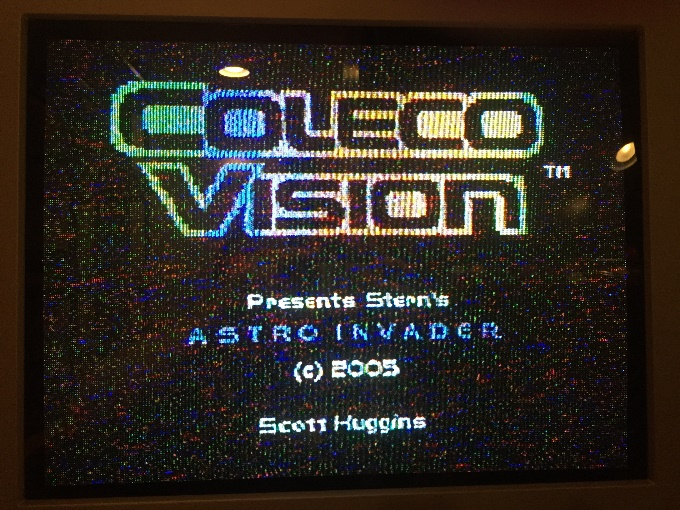 COLECO
VISION TM
Presents Stern's
ASTRO INVADER
(c) 2005
Scott Huggins